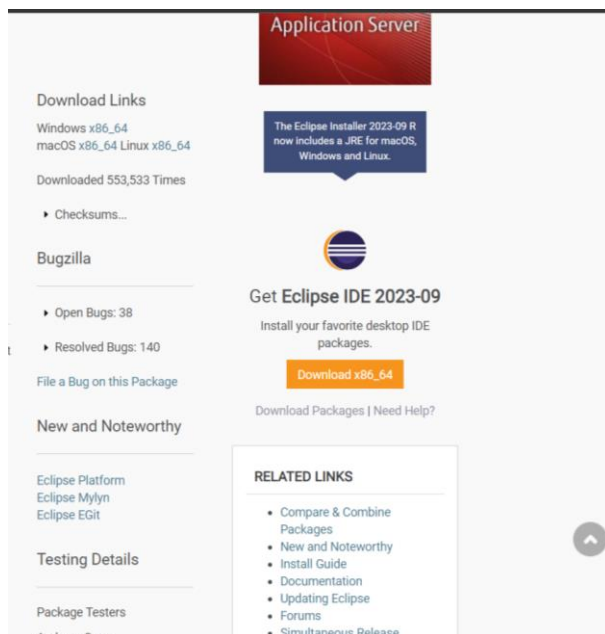 Application Server
Download Links
Windows x86_64
macOS x86_64 Linux x86_64
Downloaded 553,533 Times
Checksums...
Bugzilla
Open Bugs: 38
Resolved Bugs: 140
File a Bug on this Package
New and Noteworthy
Eclipse Platform
Eclipse Mylyn
Eclipse EGit
Testing Details
Package Testers
The Eclipse Installer 2023-09 R
now includes a JRE for macOS,
Windows and Linux.
Get Eclipse IDE 2023-09
Install your favorite desktop IDE
packages.
Download x86_64
Download Packages | Need Help?
RELATED LINKS
Compare & Combine
Packages
New and Noteworthy
Install Guide
Documentation
Updating Eclipse
Forums
Simultaneous Release